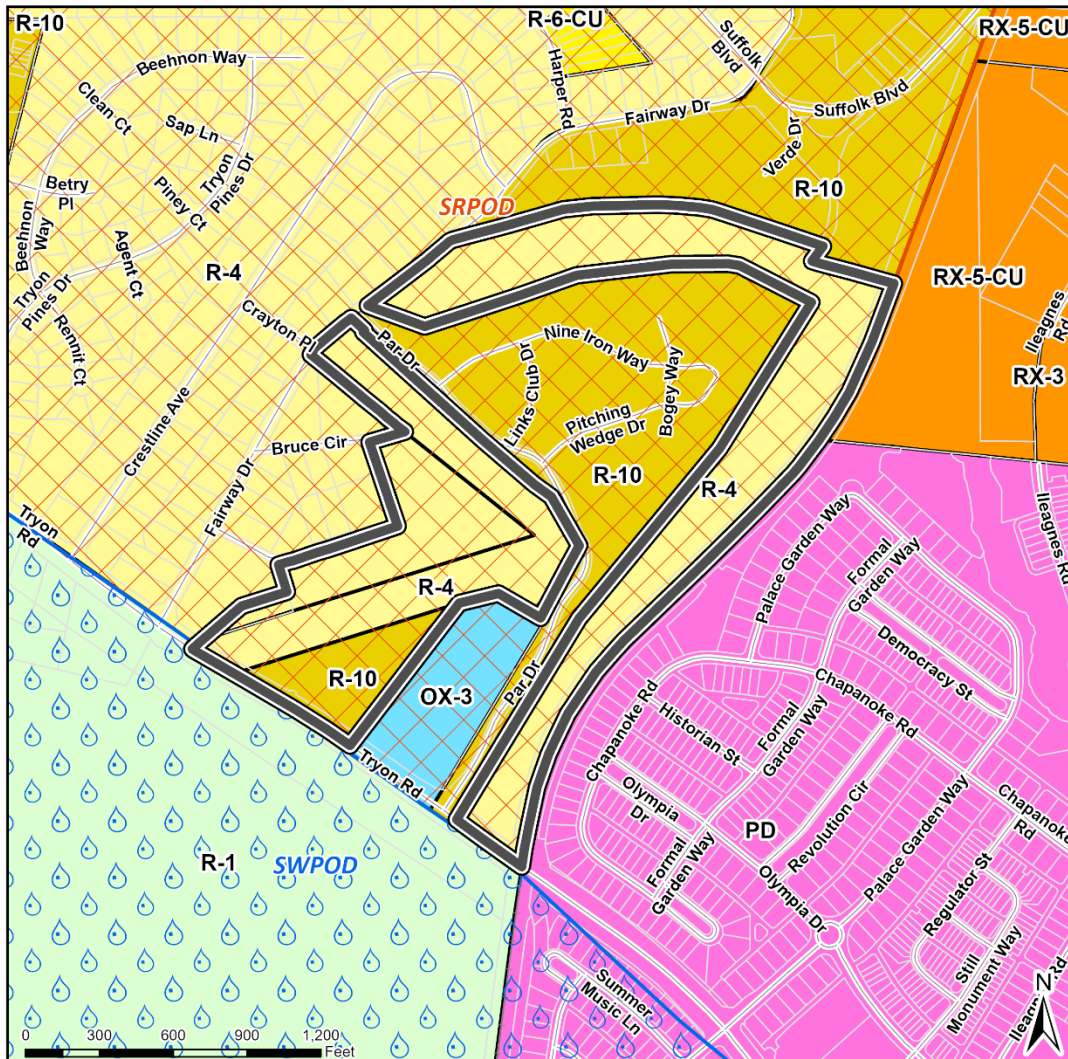 R-10
R-6-CU
RX-5-CU
Beehnon Way
Suffolk
Blvd
Harper Rd
Clean Ct
Fairway Dr
Suffolk Blvd
Sap Ln
Verde Dr
Tryon
Pines Dr
Betry
Pl
Piney Ct
R-10
SRPOD
Beehnon
Way
Agent Ct
R-4
RX-5-CU
Tryon
Pines Dr
Rennit Ct
Crayton Pl
Par Dr
Nine Iron Way
Ileagnes
Rd
Links Club Dr
Bogey Way
RX-3
Crestline Ave
Pitching
Wedge Dr
Bruce Cir
R-10
R-4
Fairway Dr
Ileagnes Rd
Tryon
Rd
Palace Garden Way
Formal
Garden Way
R-4
Democracy St
R-10
OX-3
Par Dr
Chapanoke Rd
Formal
Garden Way
Historian St
Chapanoke Rd
Tryon Rd
Olympia
Dr
Revolution Cir
Palace Garden Way
Chapanoke
Rd
PD
Formal
Garden Way
R-1
SWPOD
Olympia Dr
Regulator St
Still
Monument Way
Summer
Music Ln
Ileagnes Rd
N
0 300 600 900 1,200
Feet